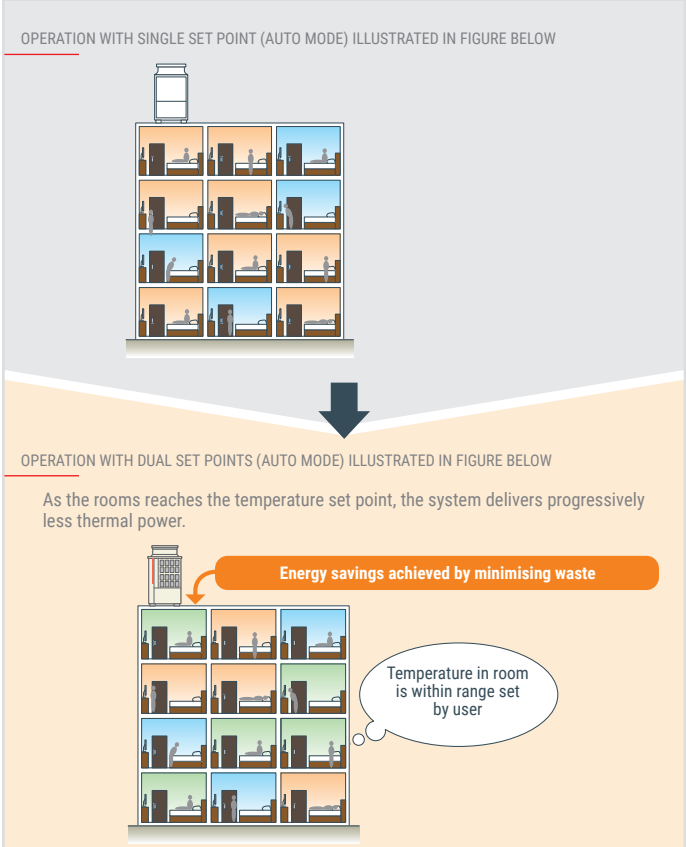 OPERATION WITH SINGLE SET POINT (AUTO MODE) ILLUSTRATED IN FIGURE BELOW
OPERATION WITH DUAL SET POINTS (AUTO MODE) ILLUSTRATED IN FIGURE BELOW
As the rooms reaches the temperature set point, the system delivers progressively
less thermal power.
Energy savings achieved by minimising waste
Temperature in room
is within range set
by user